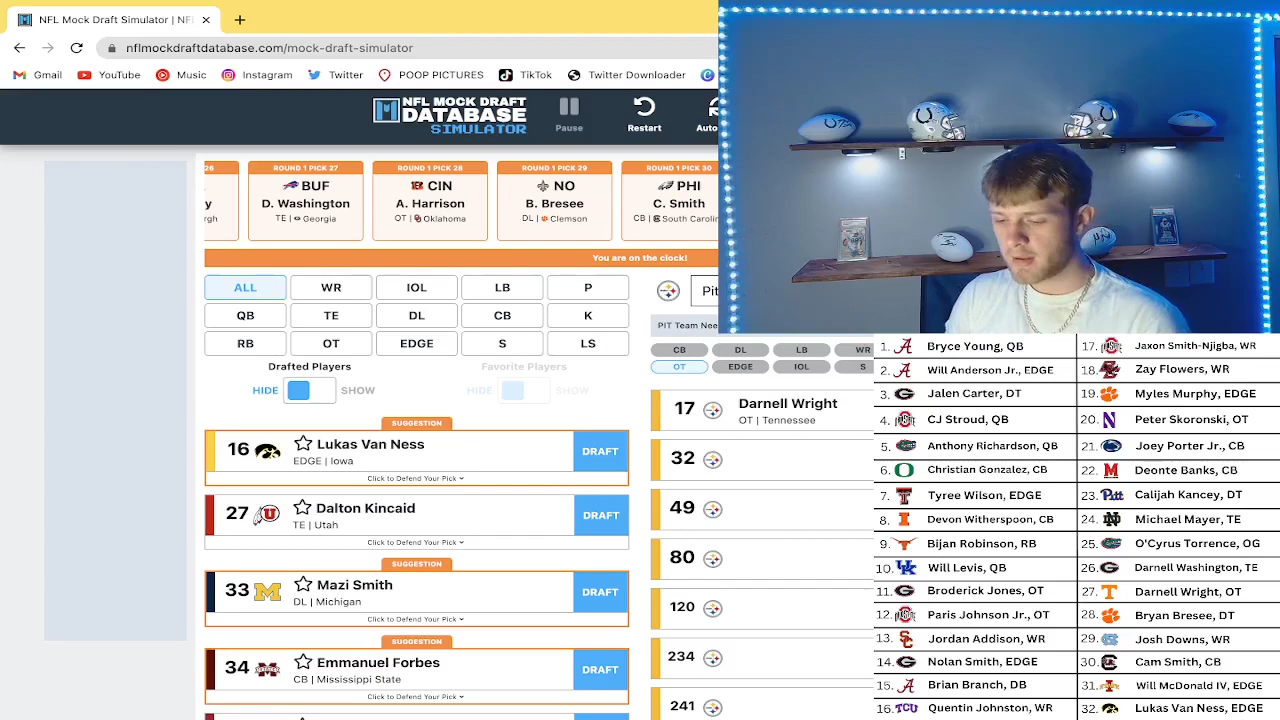 NFL Mock Draft Simulator | NFL
nflmockdraftdatabase.com/mock-draft-simulator
Gmail
YouTube
Music
Instagram
Twitter
POOP PICTURES
TikTok
Twitter Downloader
NFL MOCK DRAFT
DATABASE
SIMULATOR
Pause
Restart
Auto
26
y
rgh
ROUND 1 PICK 27
BUF
D. Washington
TE | Georgia
ROUND 1 PICK 28
CIN
A. Harrison
OT | Oklahoma
ROUND 1 PICK 29
NO
B. Bresee
DL | Clemson
ROUND 1 PICK 30
PHI
C. Smith
CB | South Carolin
You are on the clock!
ALL
WR
IOL
LB
P
QB
TE
DL
CB
K
RB
OT
EDGE
S
LS
Drafted Players
HIDE
SHOW
Favorite Players
HIDE
SHOW
SUGGESTION
16
Lukas Van Ness
EDGE | Iowa
DRAFT
Click to Defend Your Pick
27
Dalton Kincaid
TE | Utah
DRAFT
Click to Defend Your Pick
SUGGESTION
33
Mazi Smith
DL | Michigan
DRAFT
Click to Defend Your Pick
SUGGESTION
34
Emmanuel Forbes
CB | Mississippi State
DRAFT
Click to Defend Your Pick
SUGGESTION
Pit
PIT Team Nee
CB
DL
LB
WR
OT
EDGE
IOL
S
17
Darnell Wright
OT | Tennessee
32
49
80
120
234
241
1. Bryce Young, QB
2. Will Anderson Jr., EDGE
3. Jalen Carter, DT
4. CJ Stroud, QB
5. Anthony Richardson, QB
6. Christian Gonzalez, CB
7. Tyree Wilson, EDGE
8. Devon Witherspoon, CB
9. Bijan Robinson, RB
10. Will Levis, QB
11. Broderick Jones, OT
12. Paris Johnson Jr., OT
13. Jordan Addison, WR
14. Nolan Smith, EDGE
15. Brian Branch, DB
16. TCU Quentin Johnston, WR
17. Jaxon Smith-Njigba, WR
18. Zay Flowers, WR
19. Myles Murphy, EDGE
20. Peter Skoronski, OT
21. Joey Porter Jr., CB
22. Deonte Banks, CB
23. Pitt Calijah Kancey, DT
24. Michael Mayer, TE
25. O'Cyrus Torrence, OG
26. Darnell Washington, TE
27. Darnell Wright, OT
28. Bryan Bresee, DT
29. Josh Downs, WR
30. Cam Smith, CB
31. Will McDonald IV, EDGE
32. Lukas Van Ness, EDGE